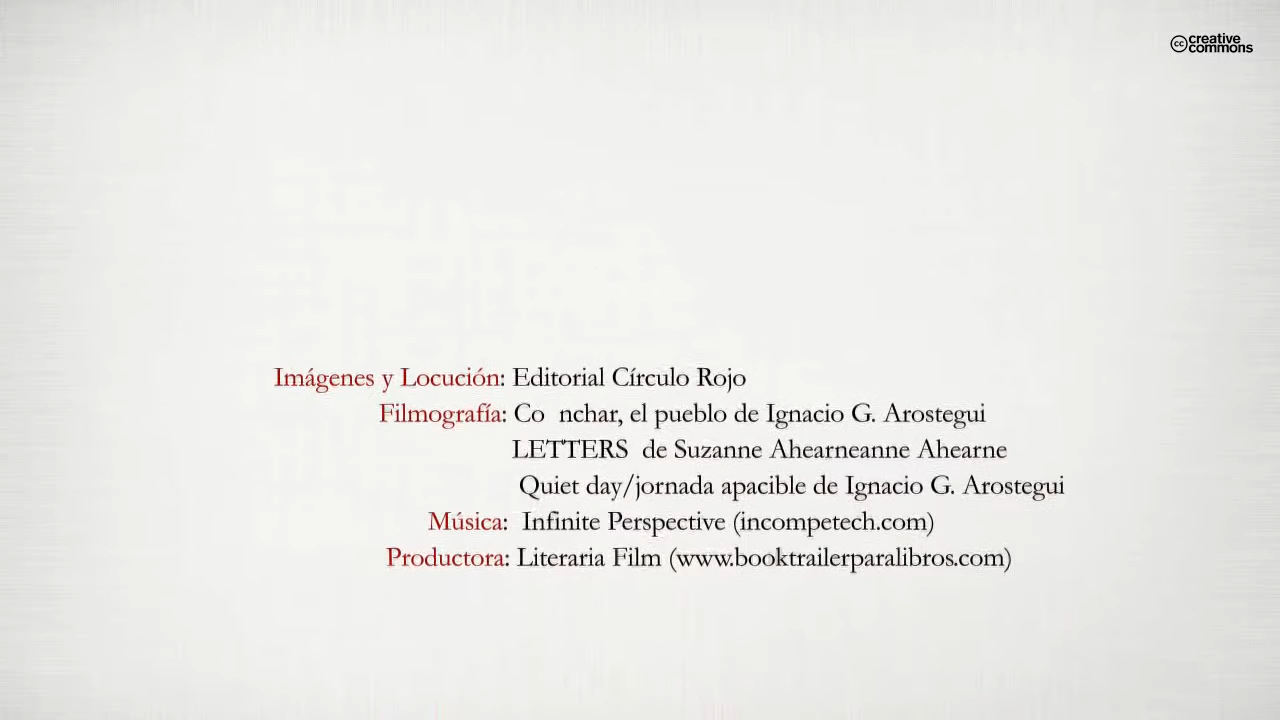 cc creative
commons
Imágenes y Locución: Editorial Círculo Rojo
Filmografía: Co nchar, el pueblo de Ignacio G. Arostegui
LETTERS de Suzanne Ahearneanne Ahearne
Quiet day/jornada apacible de Ignacio G. Arostegui
Música: Infinite Perspective (incompetech.com)
Productora: Literaria Film (www.booktrailerparalibros.com)